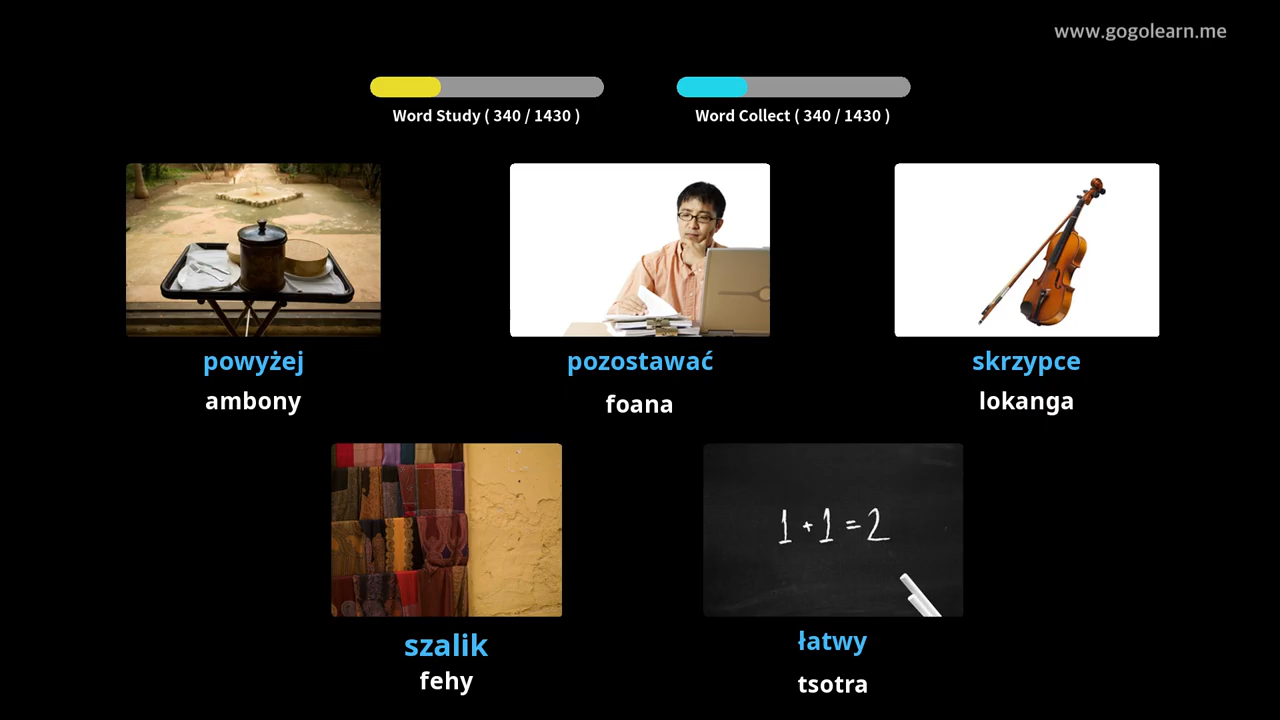 www.gogolearn.me
Word Study ( 340 / 1430 )
Word Collect ( 340 / 1430 )
powyżej
ambony
pozostawać
foana
skrzypce
lokanga
1 + 1 = 2
szalik
fehy
łatwy
tsotra